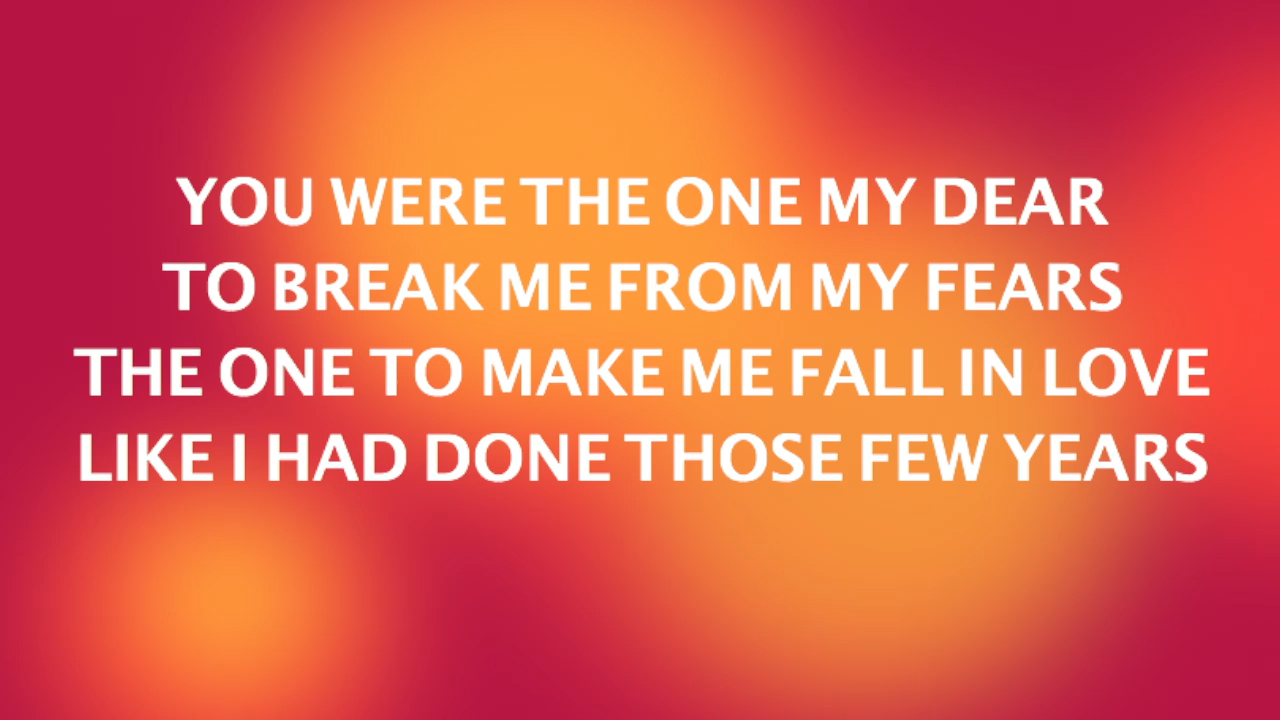 YOU WERE THE ONE MY DEAR
TO BREAK ME FROM MY FEARS
THE ONE TO MAKE ME FALL IN LOVE
LIKE I HAD DONE THOSE FEW YEARS